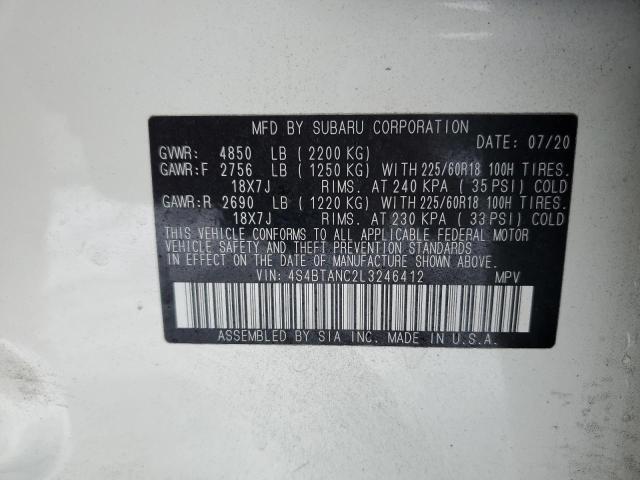 MFD BY SUBARU CORPORATION
DATE: 07/20
GVWR: 4850 LB ( 2200 KG)
GAWR:F 2756 LB ( 1250 KG) WITH 225/60R18 100H TIRES.
18X7J RIMS. AT 240 KPA ( 35 PSI) COLD
GAWR:R 2690 LB ( 1220 KG) WITH 225/60R18 100H TIRES.
18X7J RIMS. AT 230 KPA ( 33 PSI) COLD
THIS VEHICLE CONFORMS TO ALL APPLICABLE FEDERAL MOTOR
VEHICLE SAFETY AND THEFT PREVENTION STANDARDS
IN EFFECT ON THE DATE OF MANUFACTURE SHOWN ABOVE.
VIN: 4S4BTANC2L3246412 MPV
ASSEMBLED BY SIA INC. MADE IN U.S.A.